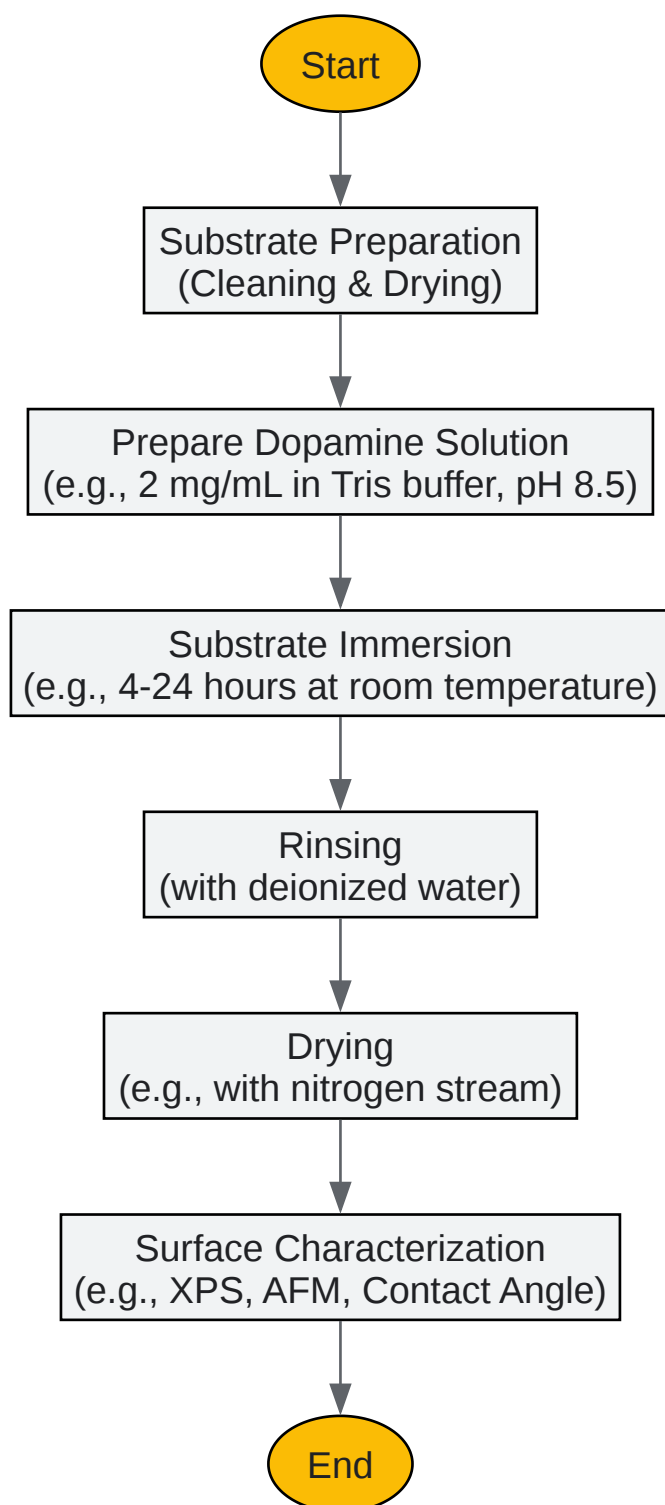 Start
Substrate Preparation
(Cleaning & Drying)
Prepare Dopamine Solution
(e.g., 2 mg/mL in Tris buffer, pH 8.5)
Substrate Immersion
(e.g., 4-24 hours at room temperature)
Rinsing
(with deionized water)
Drying
(e.g., with nitrogen stream)
Surface Characterization
(e.g., XPS, AFM, Contact Angle)
End